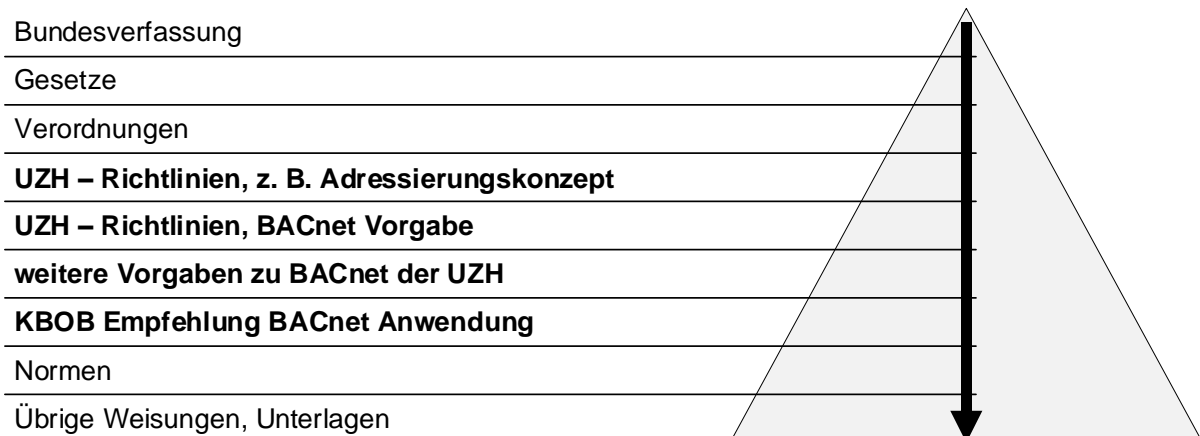 Bundesverfassung
Gesetze
Verordnungen
UZH – Richtlinien, z. B. Adressierungskonzept
UZH – Richtlinien, BACnet Vorgabe
weitere Vorgaben zu BACnet der UZH
KBOB Empfehlung BACnet Anwendung
Normen
Übrige Weisungen, Unterlagen